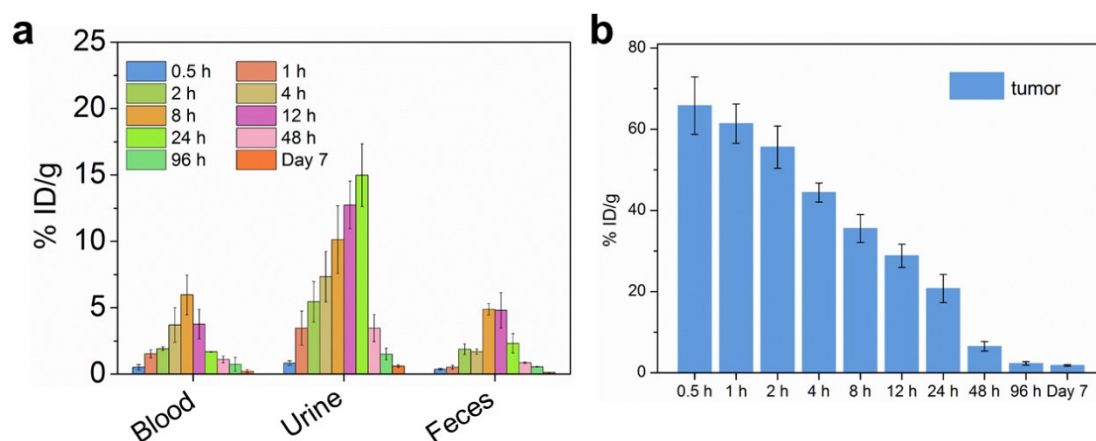 a
25
20
15
10
5
0
% ID/g
0.5 h
1 h
2 h
4 h
8 h
12 h
24 h
48 h
96 h
Day 7
Blood
Urine
Feces
b
80
60
40
20
0
% ID/g
tumor
0.5 h 1 h 2 h 4 h 8 h 12 h 24 h 48 h 96 h Day 7